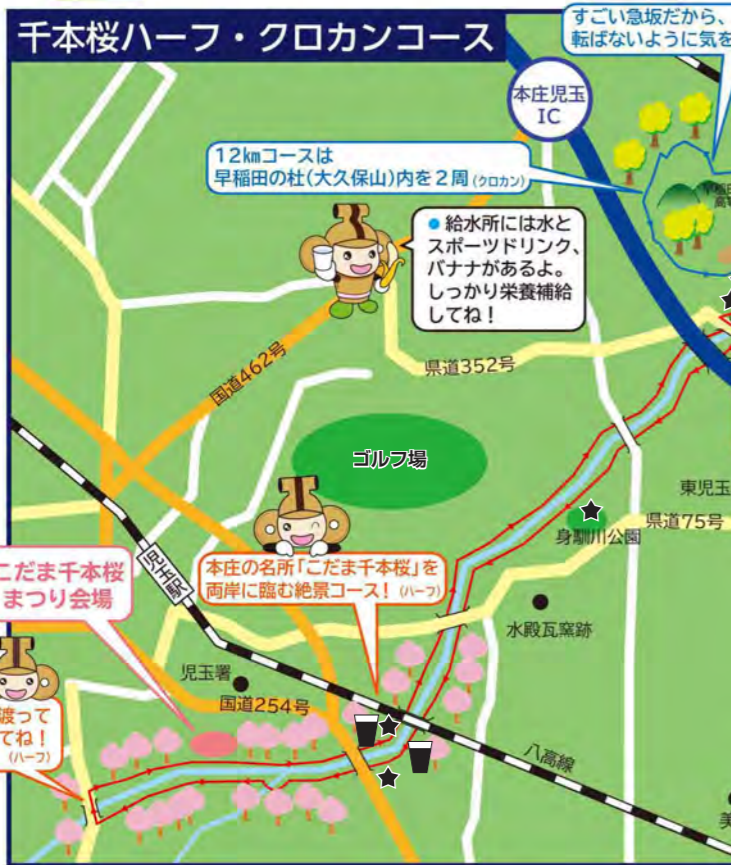 千本桜ハーフ・クロカンコース
すごい急坂だから、
転ばないように気を
本庄児玉
IC
12kmコースは
早稲田の杜(大久保山)内を2周(クロカン)
● 給水所には水と
スポーツドリンク、
バナナがあるよ。
しっかり栄養補給
してね！
国道462号
県道352号
ゴルフ場
東児玉
県道75号
身馴川公園
児玉駅
こだま千本桜
まつり会場
本庄の名所「こだま千本桜」を
両岸に臨む絶景コース！(ハーフ)
水殿瓦窯跡
児玉署
国道254号
渡って
てね！
(ハーフ)
八高線
美